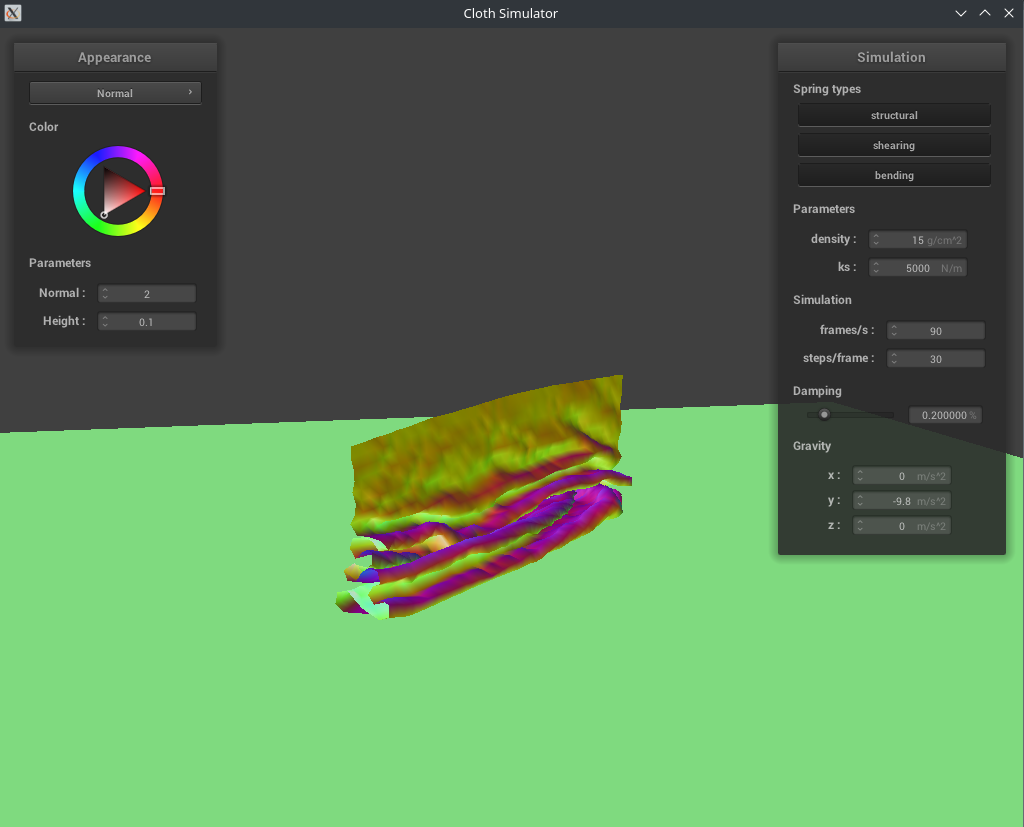 Cloth Simulator
Appearance
Normal
Color
Parameters
Normal : 2
Height : 0.1
Simulation
Spring types
structural
shearing
bending
Parameters
density : 15 g/cm^2
ks : 5000 N/m
Simulation
frames/s : 90
steps/frame : 30
Damping
0.200000 %
Gravity
x : 0 m/s^2
y : -9.8 m/s^2
z : 0 m/s^2